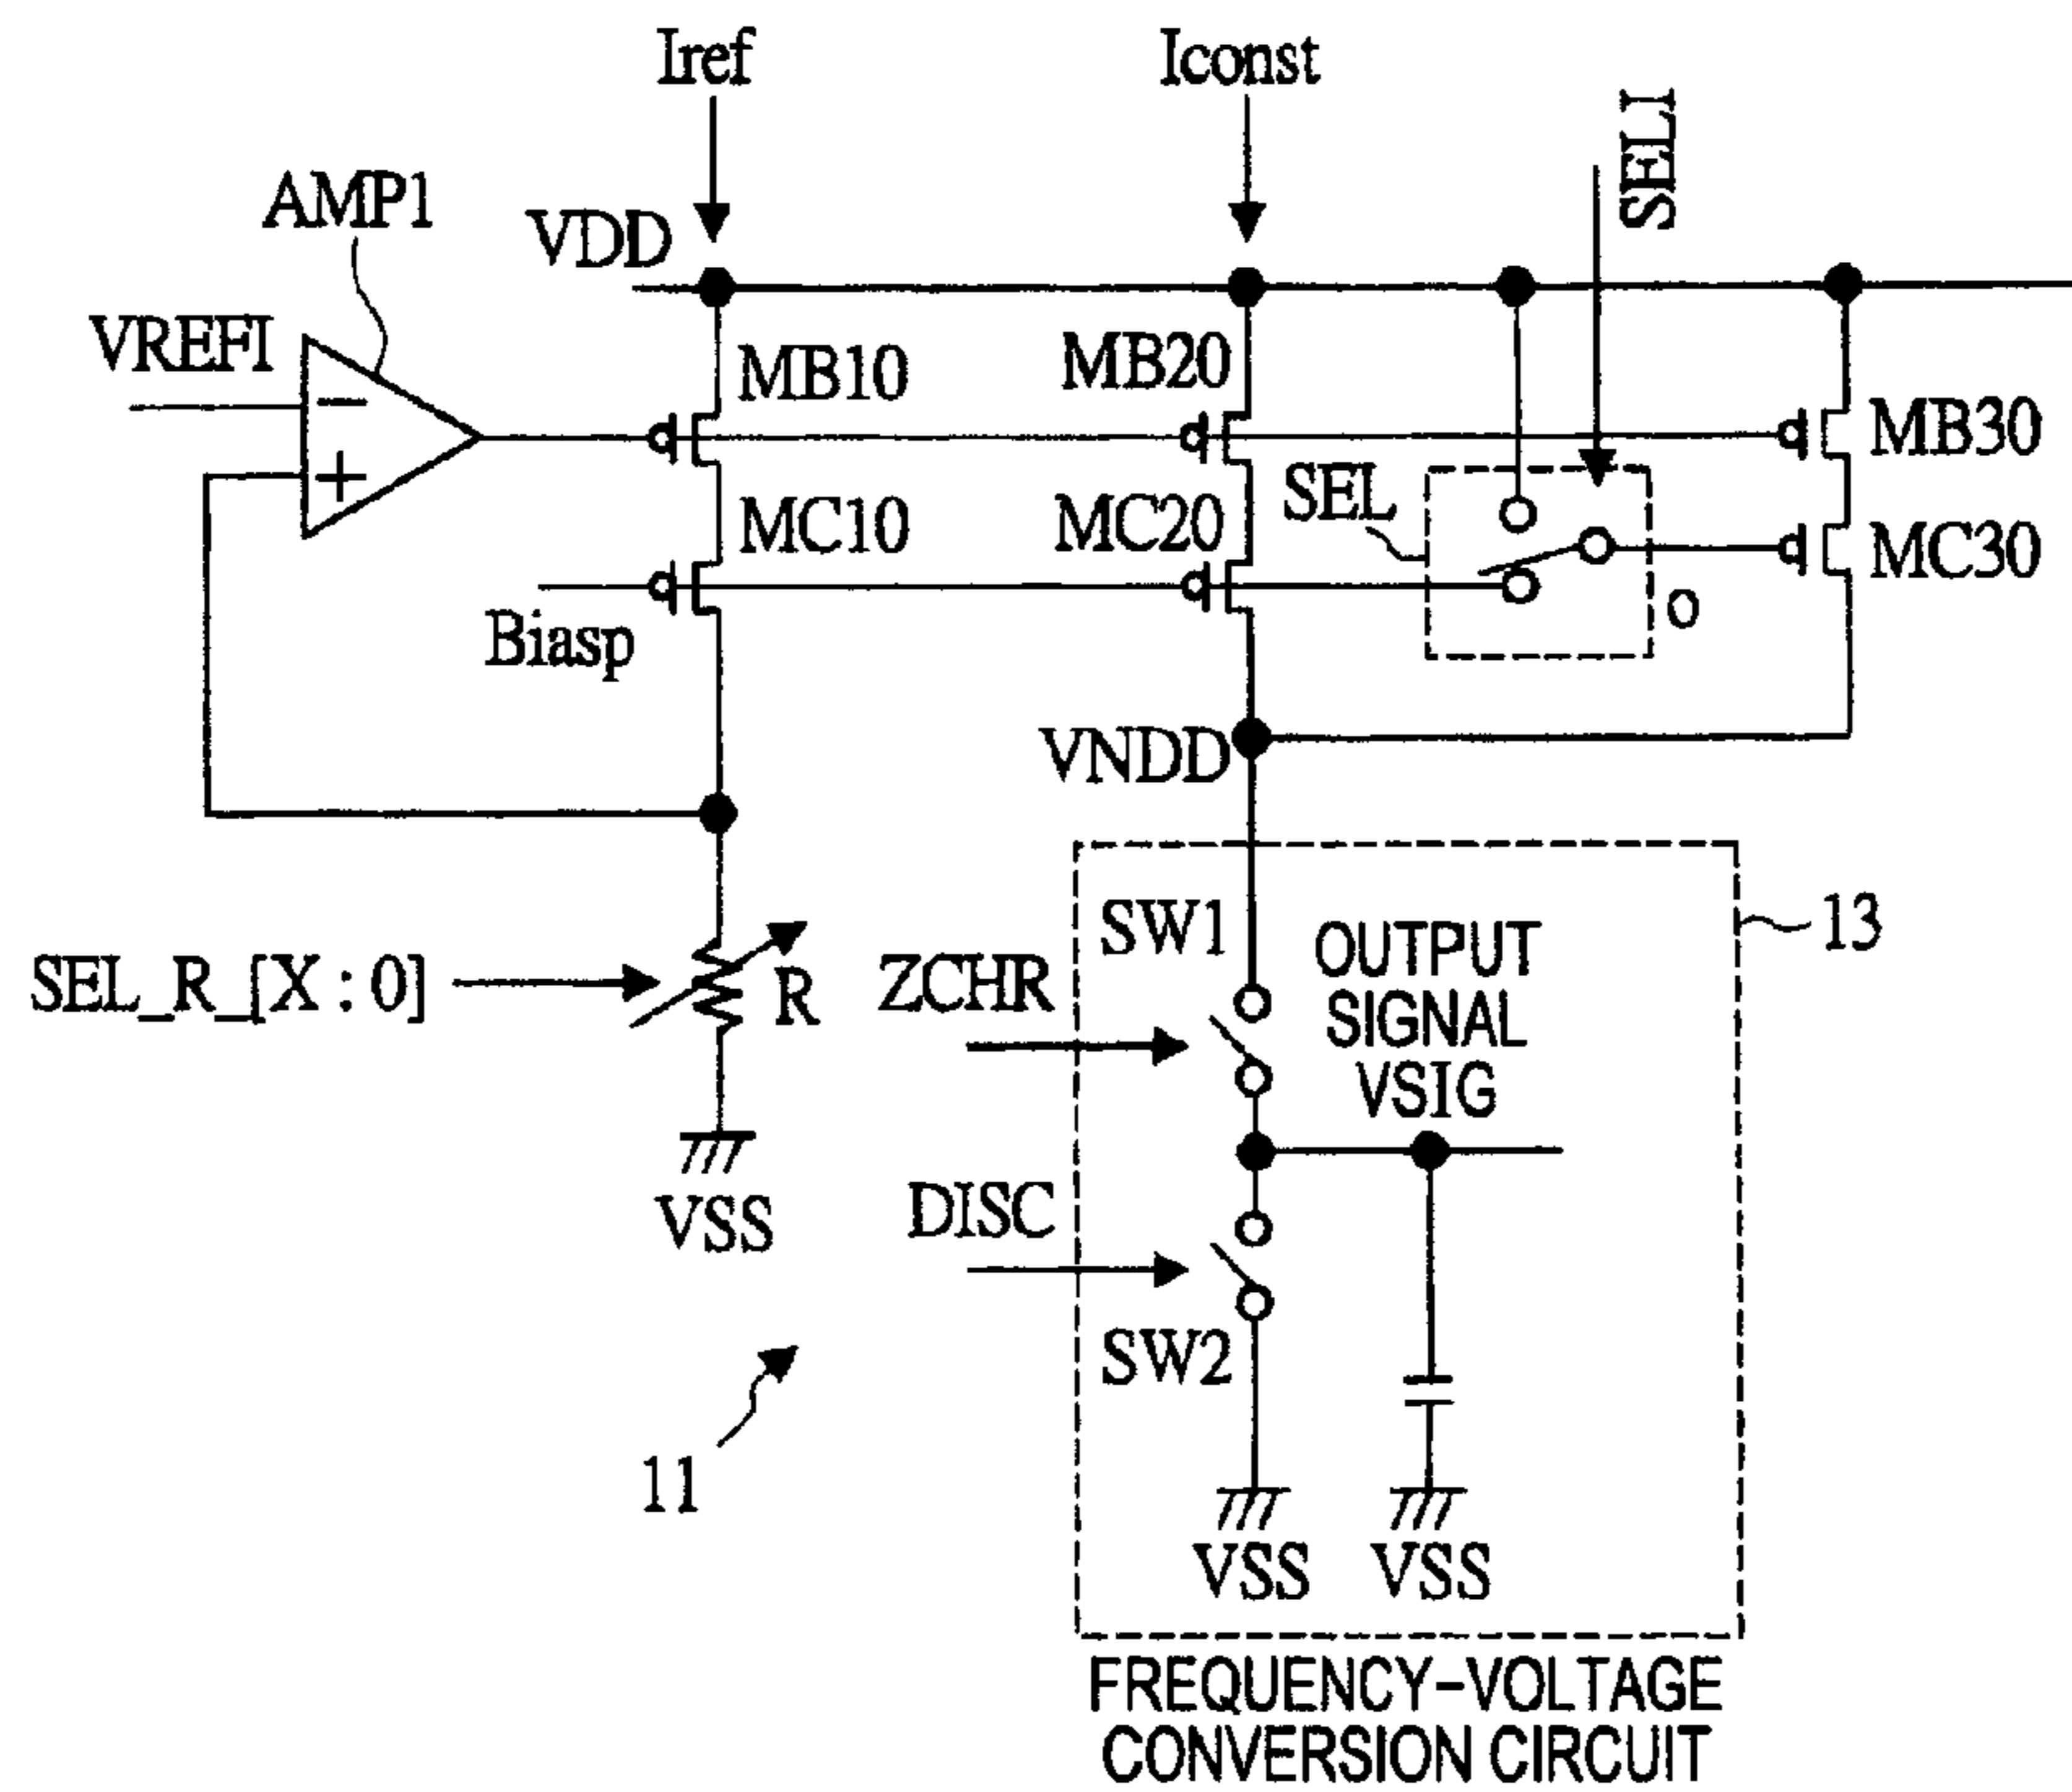 Iref
Iconst
SELI
AMP1
VDD
VREFI
MB10
MB20
MB30
−
+
SEL
MC10
MC20
MC30
O
Biasp
VNDD
SW1
OUTPUT
SIGNAL
VSIG
13
ZCHR
SEL_R_[X : 0]
R
VSS
DISC
SW2
11
VSS
VSS
FREQUENCY-VOLTAGE
CONVERSION CIRCUIT